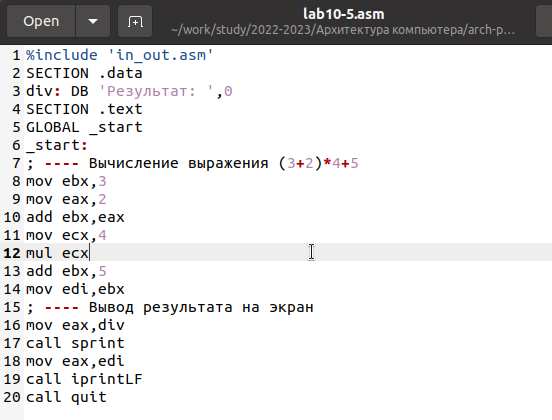 Open
lab10-5.asm
~/work/study/2022-2023/Архитектура компьютера/arch-p...
1 %include 'in_out.asm'
2 SECTION .data
3 div: DB 'Результат: ',0
4 SECTION .text
5 GLOBAL _start
6 _start:
7 ; ---- Вычисление выражения (3+2)*4+5
8 mov ebx,3
9 mov eax,2
10 add ebx,eax
11 mov ecx,4
12 mul ecx
13 add ebx,5
14 mov edi,ebx
15 ; ---- Вывод результата на экран
16 mov eax,div
17 call sprint
18 mov eax,edi
19 call iprintLF
20 call quit